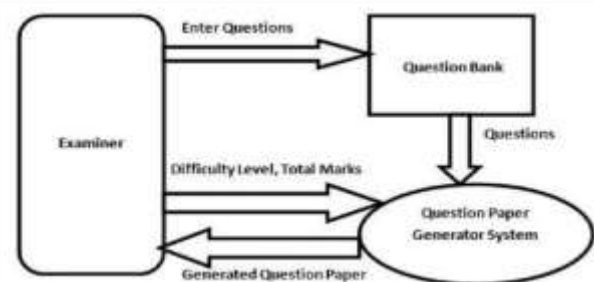 Enter Questions
Question Bank
Examiner
Questions
Difficulty Level, Total Marks
Question Paper
Generator System
Generated Question Paper